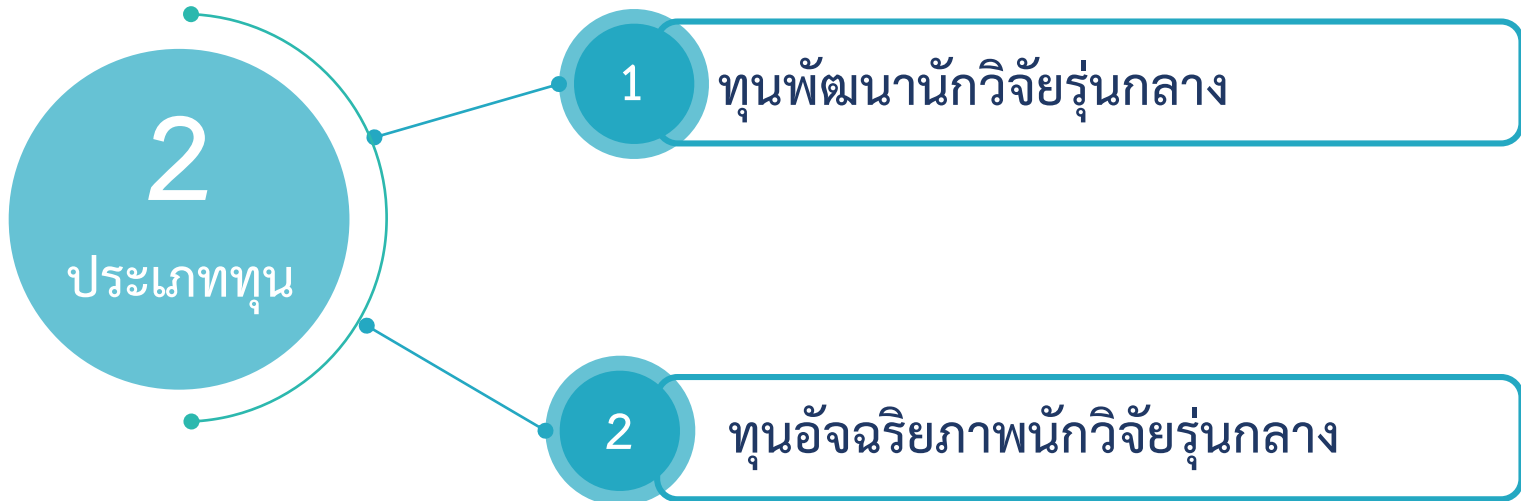 2
ประเภททุน
1
ทุนพัฒนานักวิจัยรุ่นกลาง
2
ทุนอัจฉริยภาพนักวิจัยรุ่นกลาง